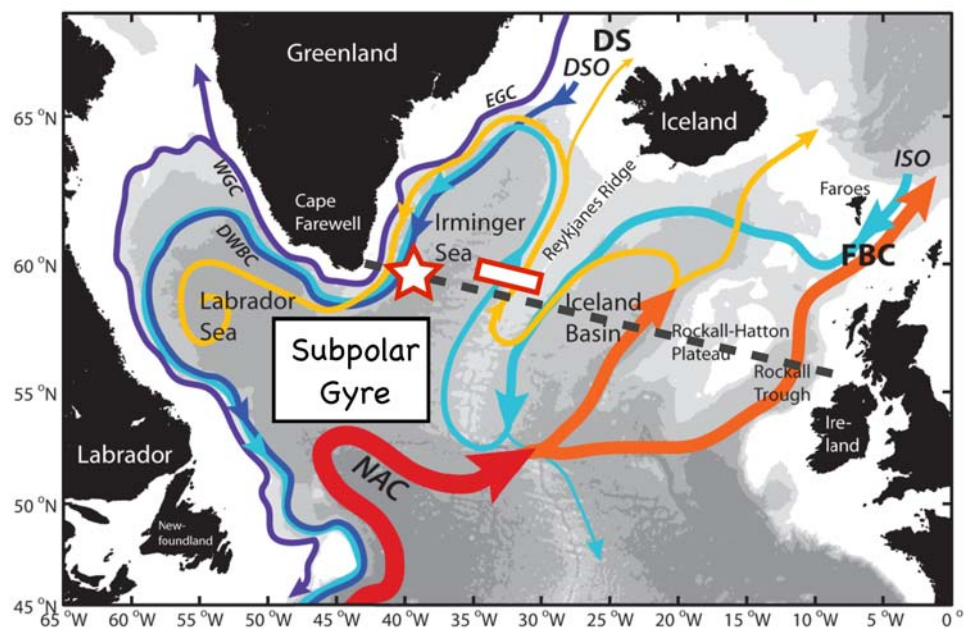 Greenland
DS
DSO
EGC
Iceland
65 °N
WGC
Cape
Farewell
Irminger
Sea
Reykjanes Ridge
Faroes
ISO
FBC
DWBC
60 °N
Labrador
Sea
Iceland
Basin
Subpolar
Gyre
Rockall-Hatton
Plateau
Rockall
Trough
55 °N
Ire-
land
Labrador
NAC
50 °N
New-
foundland
45 °N
65 °W
60 °W
55 °W
50 °W
45 °W
40 °W
35 °W
30 °W
25 °W
20 °W
15 °W
10 °W
5 °W
0 °